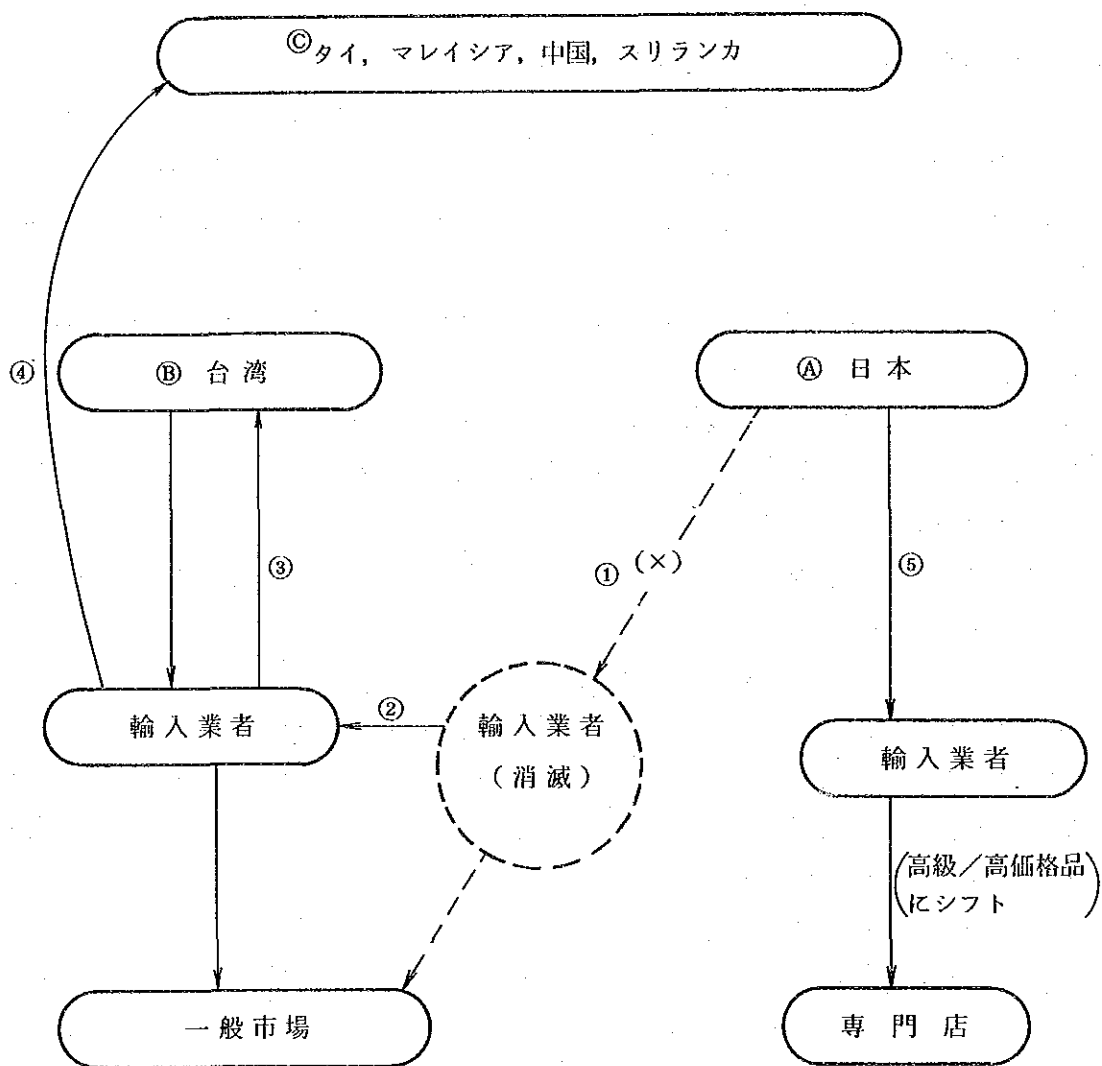 Ⓒタイ，マレイシア，中国，スリランカ
④
Ⓑ 台湾
Ⓐ 日本
③
① (×)
⑤
輸入業者
②
輸入業者
(消滅)
輸入業者
(高級／高価格品
にシフト)
一般市場
専門店